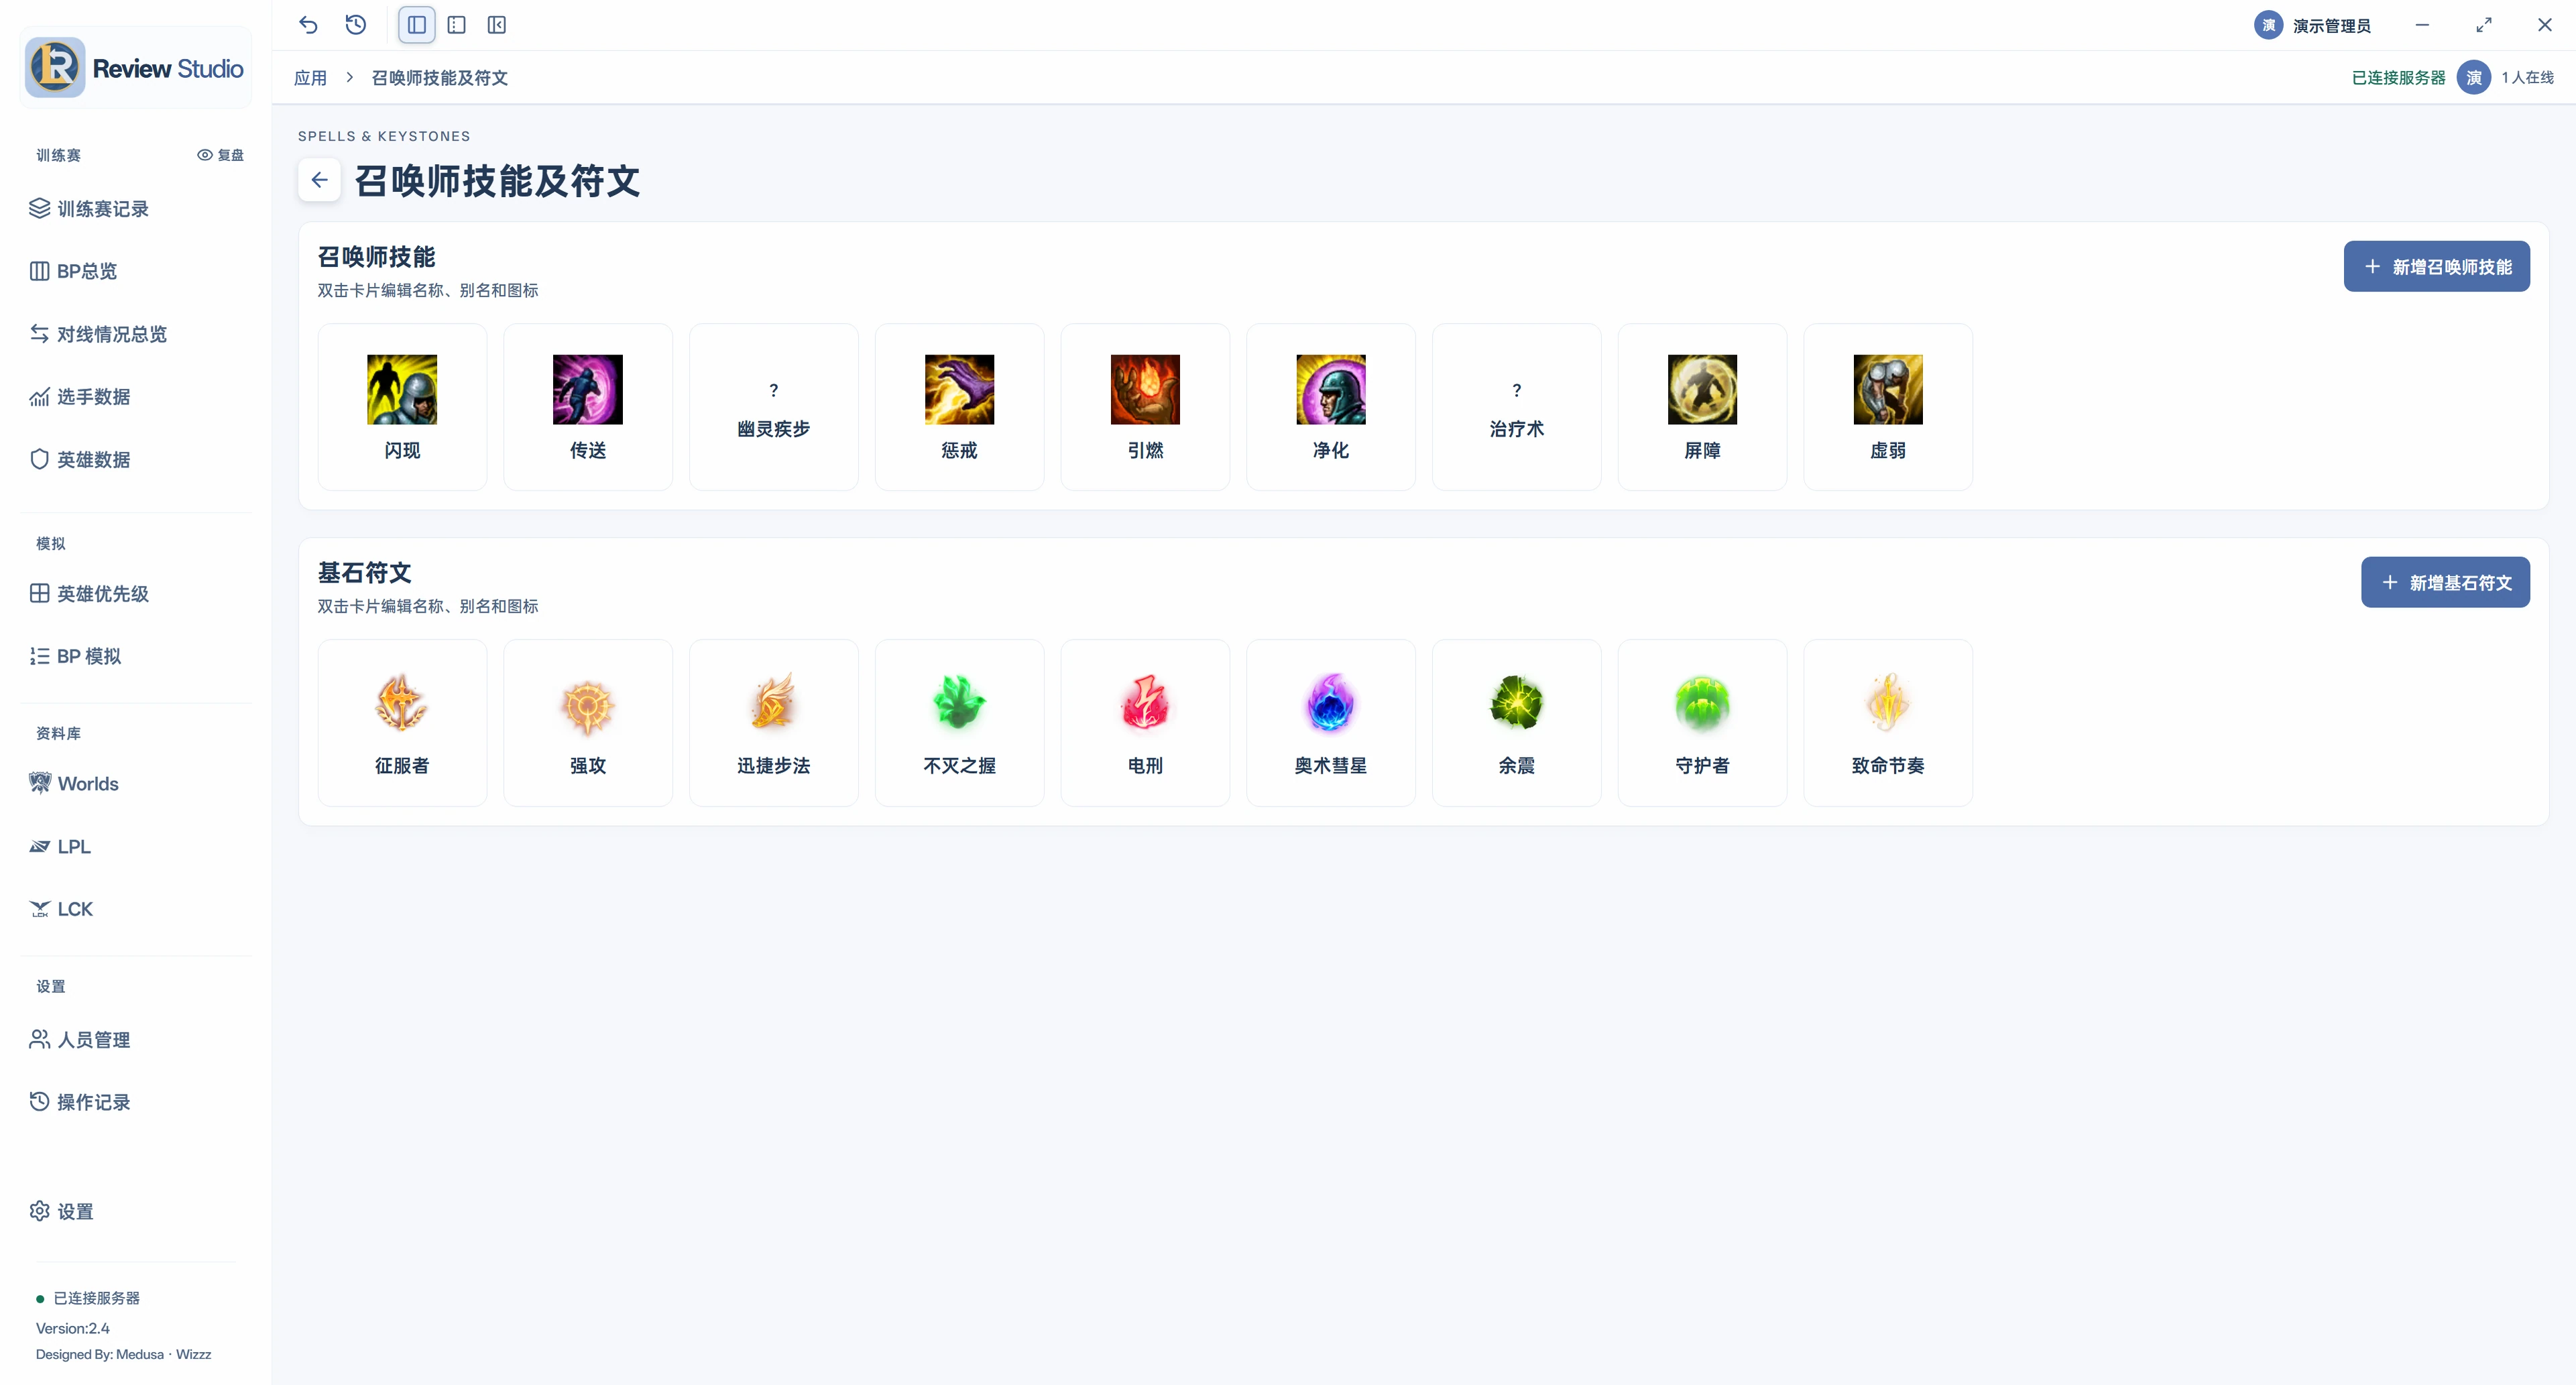 Review Studio
训练赛
复盘
训练赛记录
BP总览
对线情况总览
选手数据
英雄数据
模拟
英雄优先级
BP 模拟
资料库
Worlds
LPL
LCK
设置
人员管理
操作记录
设置
已连接服务器
Version:2.4
Designed By: Medusa · Wizzz
演 演示管理员
应用 > 召唤师技能及符文
已连接服务器 演 1人在线
SPELLS & KEYSTONES
召唤师技能及符文
召唤师技能
双击卡片编辑名称、别名和图标
+ 新增召唤师技能
? ?
闪现 传送 幽灵疾步 惩戒 引燃 净化 治疗术 屏障 虚弱
基石符文
双击卡片编辑名称、别名和图标
+ 新增基石符文
征服者 强攻 迅捷步法 不灭之握 电刑 奥术彗星 余震 守护者 致命节奏